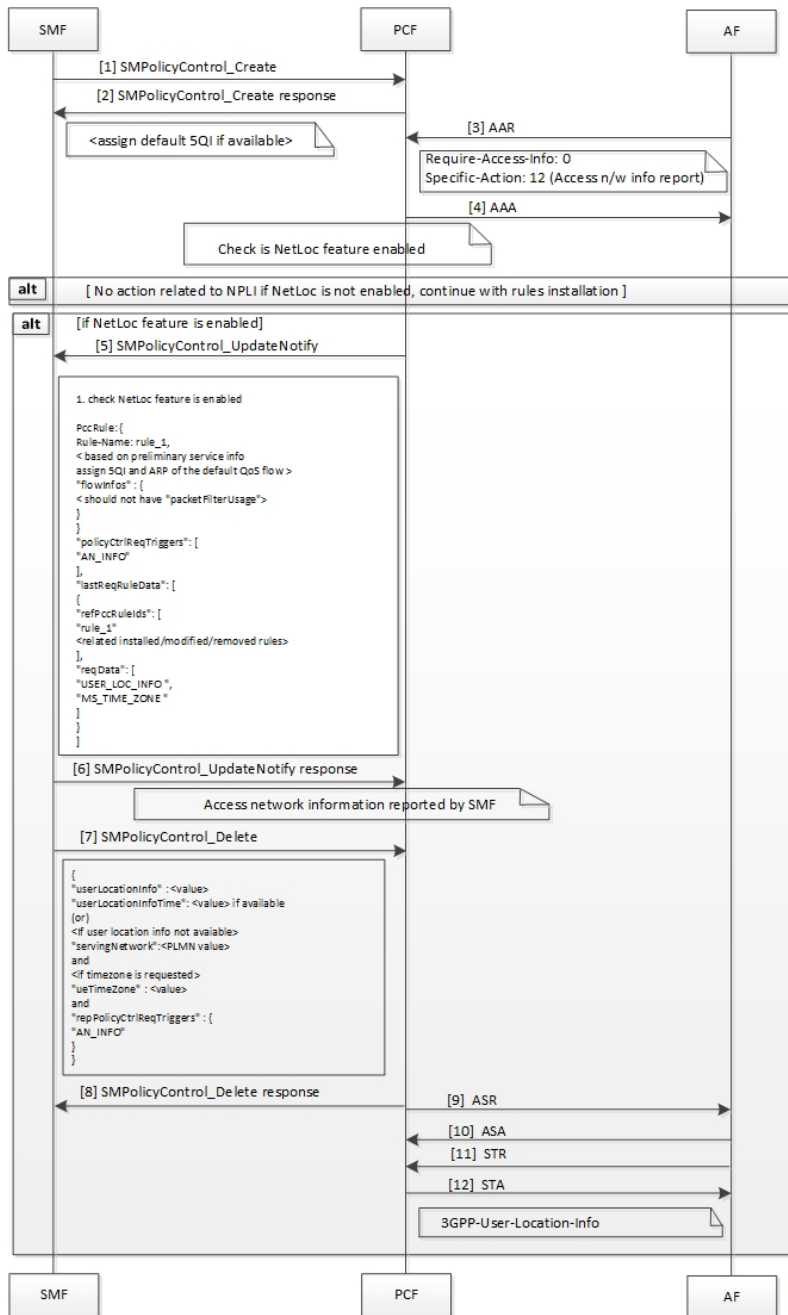 SMF
PCF
AF
[1] SMPolicyControl_Create
[2] SMPolicyControl_Create response
<assign default 5QI if available>
[3] AAR
Require-Access-Info: 0
Specific-Action: 12 (Access n/w info report)
[4] AAA
Check is NetLoc feature enabled
alt
[ No action related to NPLI if NetLoc is not enabled, continue with rules installation ]
alt
[if NetLoc feature is enabled]
[5] SMPolicyControl_UpdateNotify
1. check NetLoc feature is enabled
PccRule: {
Rule-Name: rule_1,
< based on preliminary service info
assign 5QI and ARP of the default QoS flow >
"flowInfos" : {
< should not have "packetFilterUsage">
}
}
"policyCtrlReqTriggers": [
"AN_INFO"
],
"lastReqRuleData": [
{
"refPccRuleIds": [
"rule_1"
<related installed/modified/removed rules>
],
"reqData": [
"USER_LOC_INFO ",
"MS_TIME_ZONE "
]
}
]
[6] SMPolicyControl_UpdateNotify response
Access network information reported by SMF
[7] SMPolicyControl_Delete
{
"userLocationInfo" :<value>
"userLocationInfoTime": <value> if available
(or)
<If user location info not avaiable>
"servingNetwork":<PLMN value>
and
<if timezone is requested>
"ueTimeZone" : <value>
and
"repPolicyCtrlReqTriggers" : {
"AN_INFO"
}
}
[8] SMPolicyControl_Delete response
[9] ASR
[10] ASA
[11] STR
[12] STA
3GPP-User-Location-Info
SMF
PCF
AF